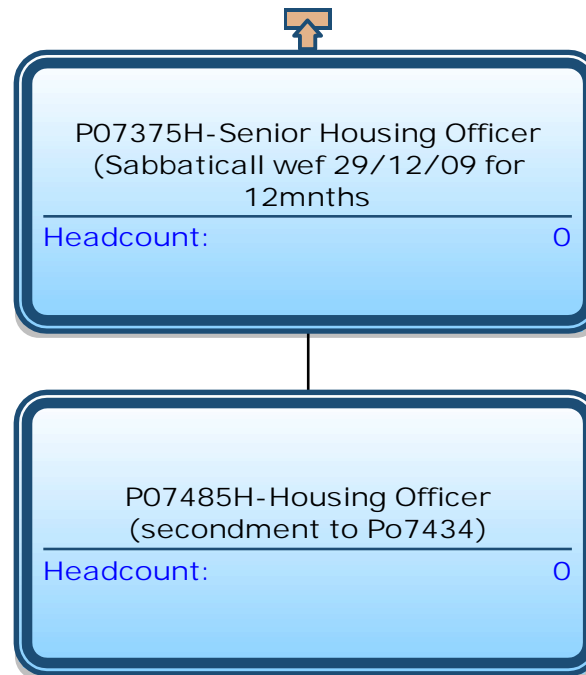 P07375H-Senior Housing Officer
(Sabbaticall wef 29/12/09 for
12mnths
Headcount: 0
P07485H-Housing Officer
(secondment to Po7434)
Headcount: 0